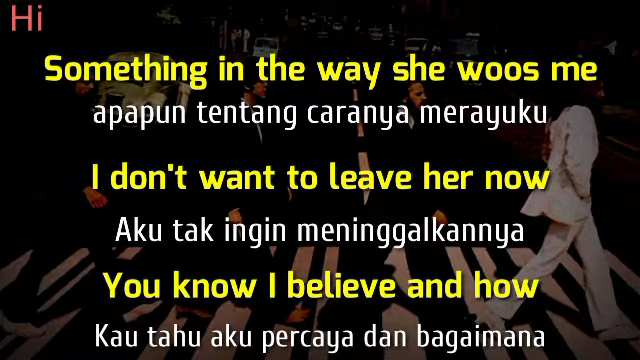 Hi
Something in the way she woos me
apapun tentang caranya merayuku
I don't want to leave her now
Aku tak ingin meninggalkannya
You know I believe and how
Kau tahu aku percaya dan bagaimana